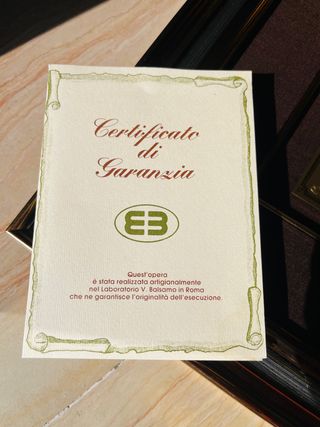 Certificato
di
Garanzia
EB
Quest'opera
è stata realizzata artigionalmente
nel Laboratorio V. Balsamo in Roma
che ne garantisce l'originalità dell'esecuzione.